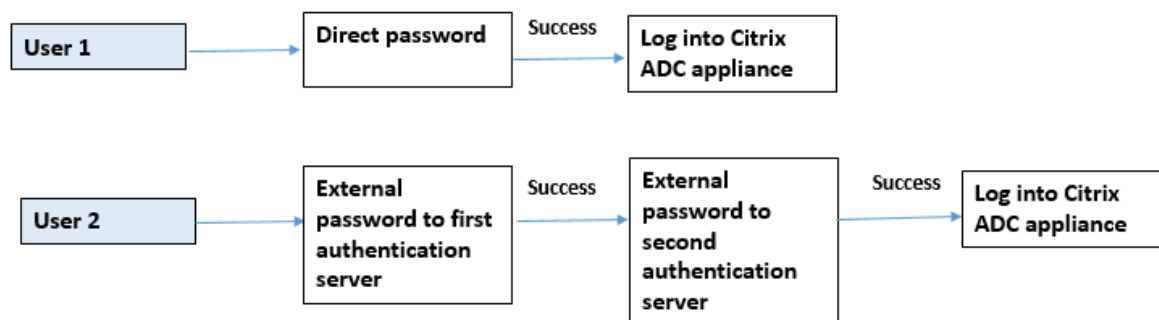 User 1
Direct password
Success
Log into Citrix
ADC appliance
User 2
External
password to first
authentication
server
Success
External
password to
second
authentication
server
Success
Log into Citrix
ADC appliance